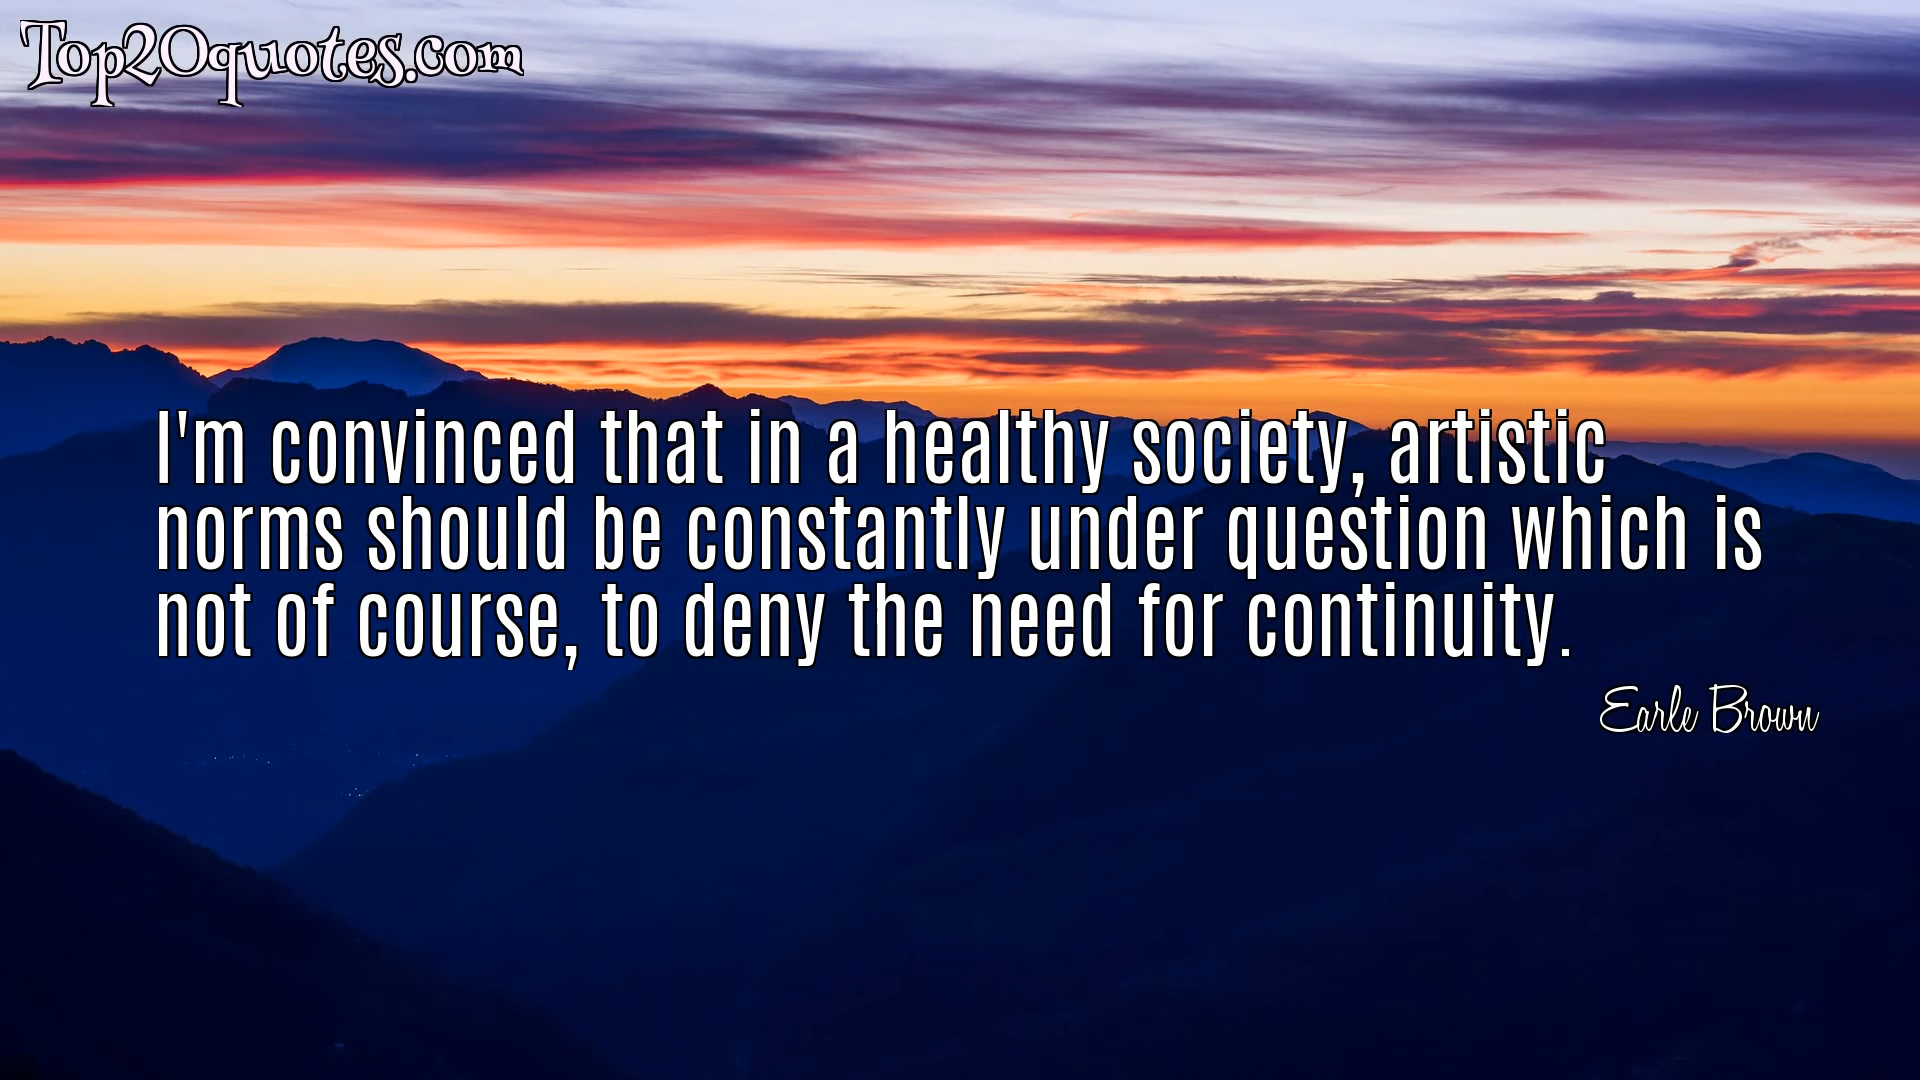 Top20quotes.com
I'm convinced that in a healthy society, artistic
norms should be constantly under question which is
not of course, to deny the need for continuity.
Earle Brown